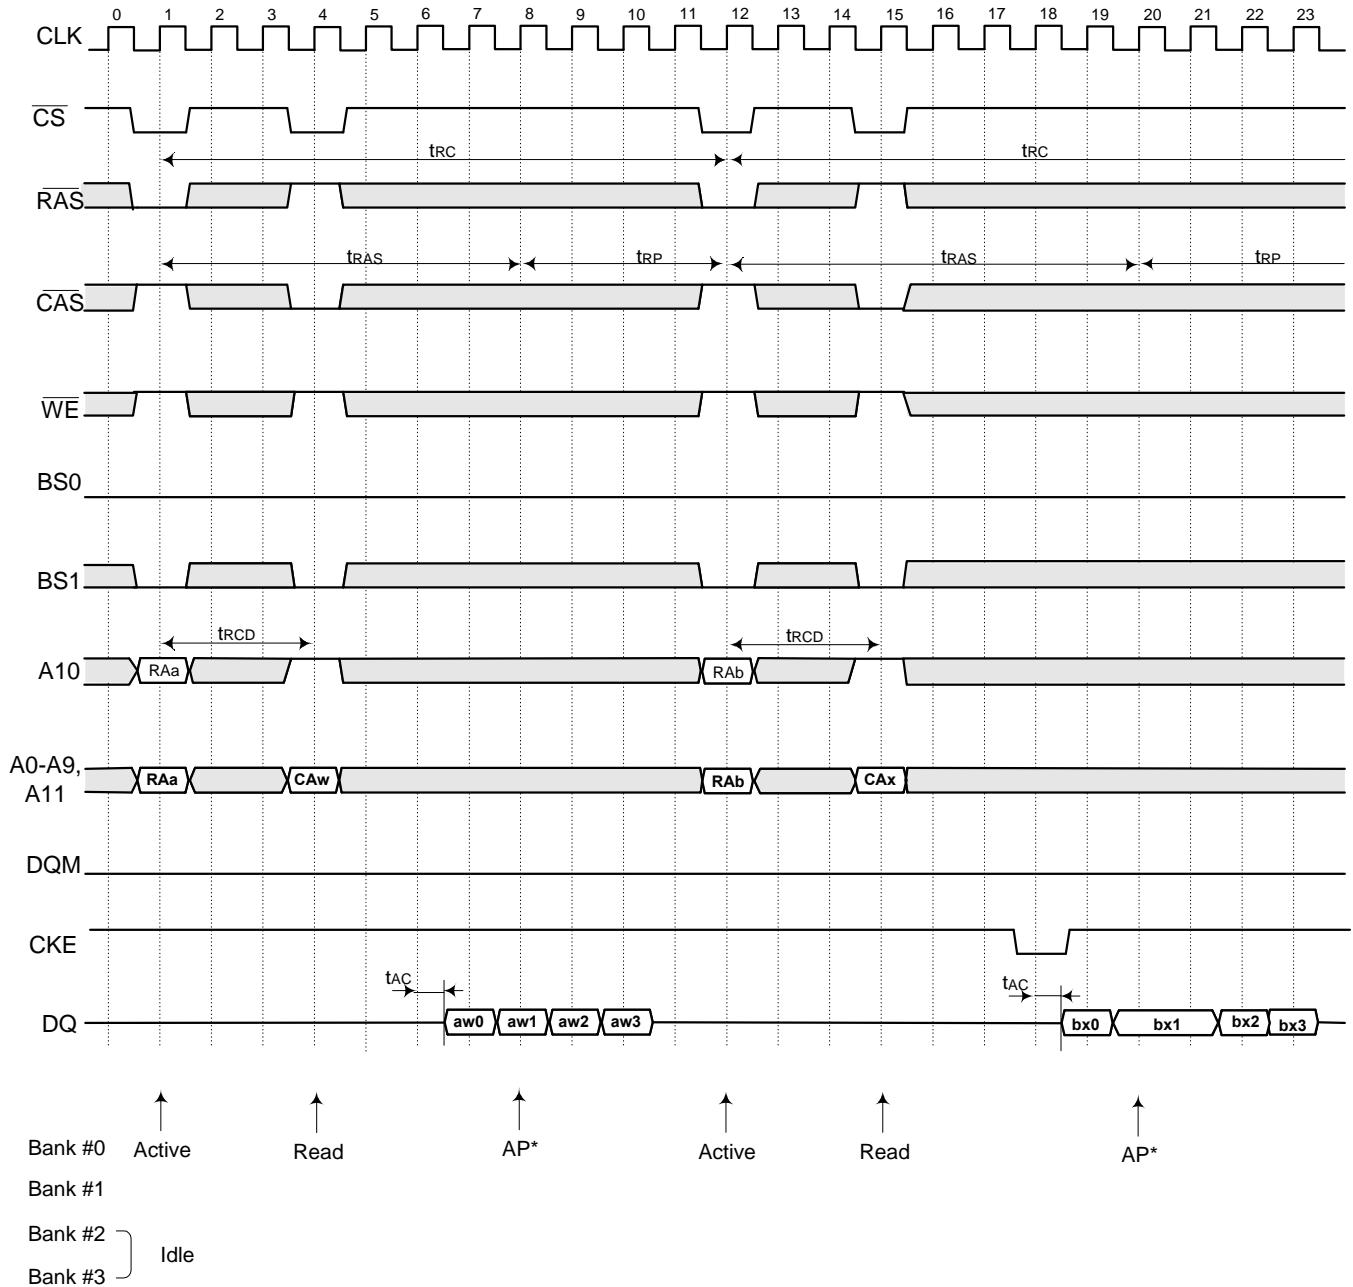 0 1 2 3 4 5 6 7 8 9 10 11 12 13 14 15 16 17 18 19 20 21 22 23
CLK
CS
tRC tRC
RAS
tRAS tRP tRAS tRP
CAS
WE
BS0
BS1
tRCD tRCD
A10 RAa RAb
A0-A9,
A11 RAa CAw RAb CAx
DQM
CKE
tAC tAC
DQ aw0 aw1 aw2 aw3 bx0 bx1 bx2 bx3
Bank #0 Active Read AP* Active Read AP*
Bank #1
Bank #2
Idle
Bank #3